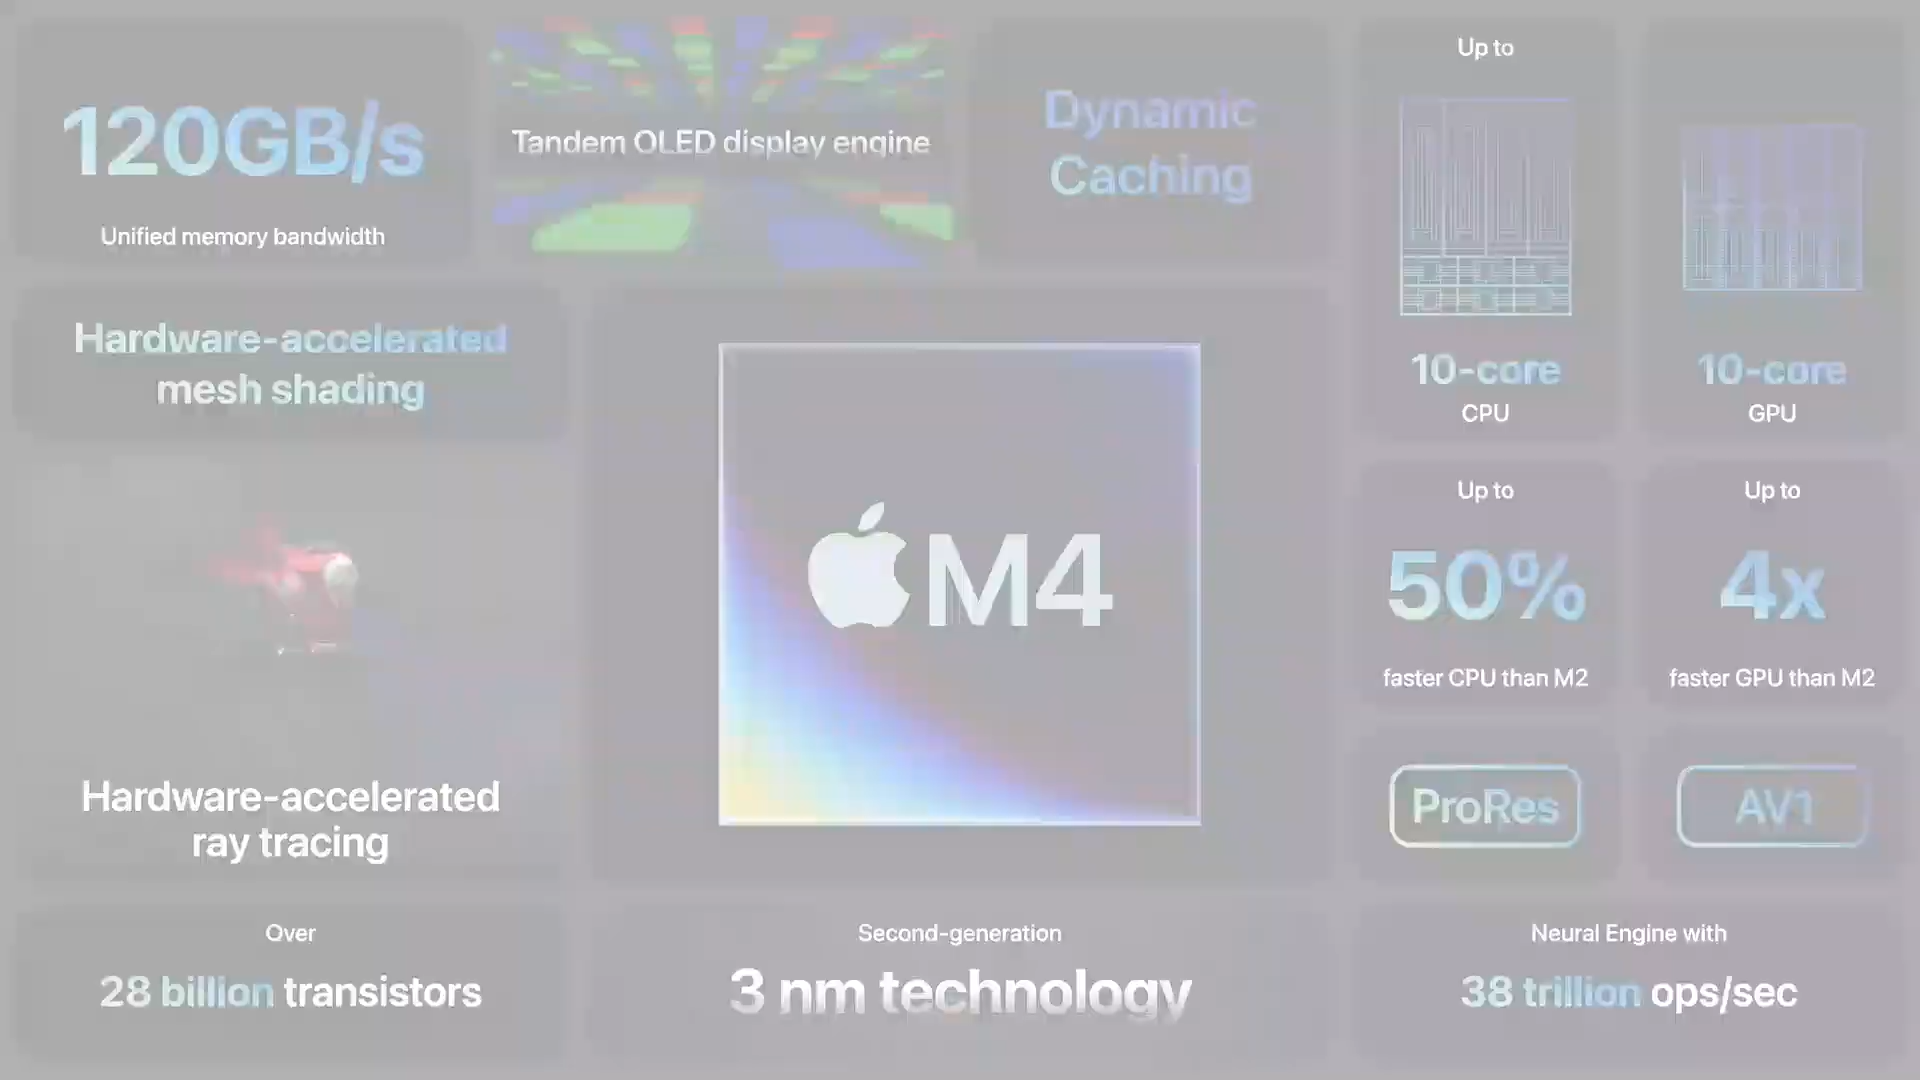 120GB/s
Unified memory bandwidth
Tandem OLED display engine
Dynamic
Caching
Up to
10-core
CPU
10-core
GPU
Hardware-accelerated
mesh shading
M4
Up to
50%
faster CPU than M2
Up to
4x
faster GPU than M2
Hardware-accelerated
ray tracing
ProRes
AV1
Over
28 billion transistors
Second-generation
3 nm technology
Neural Engine with
38 trillion ops/sec